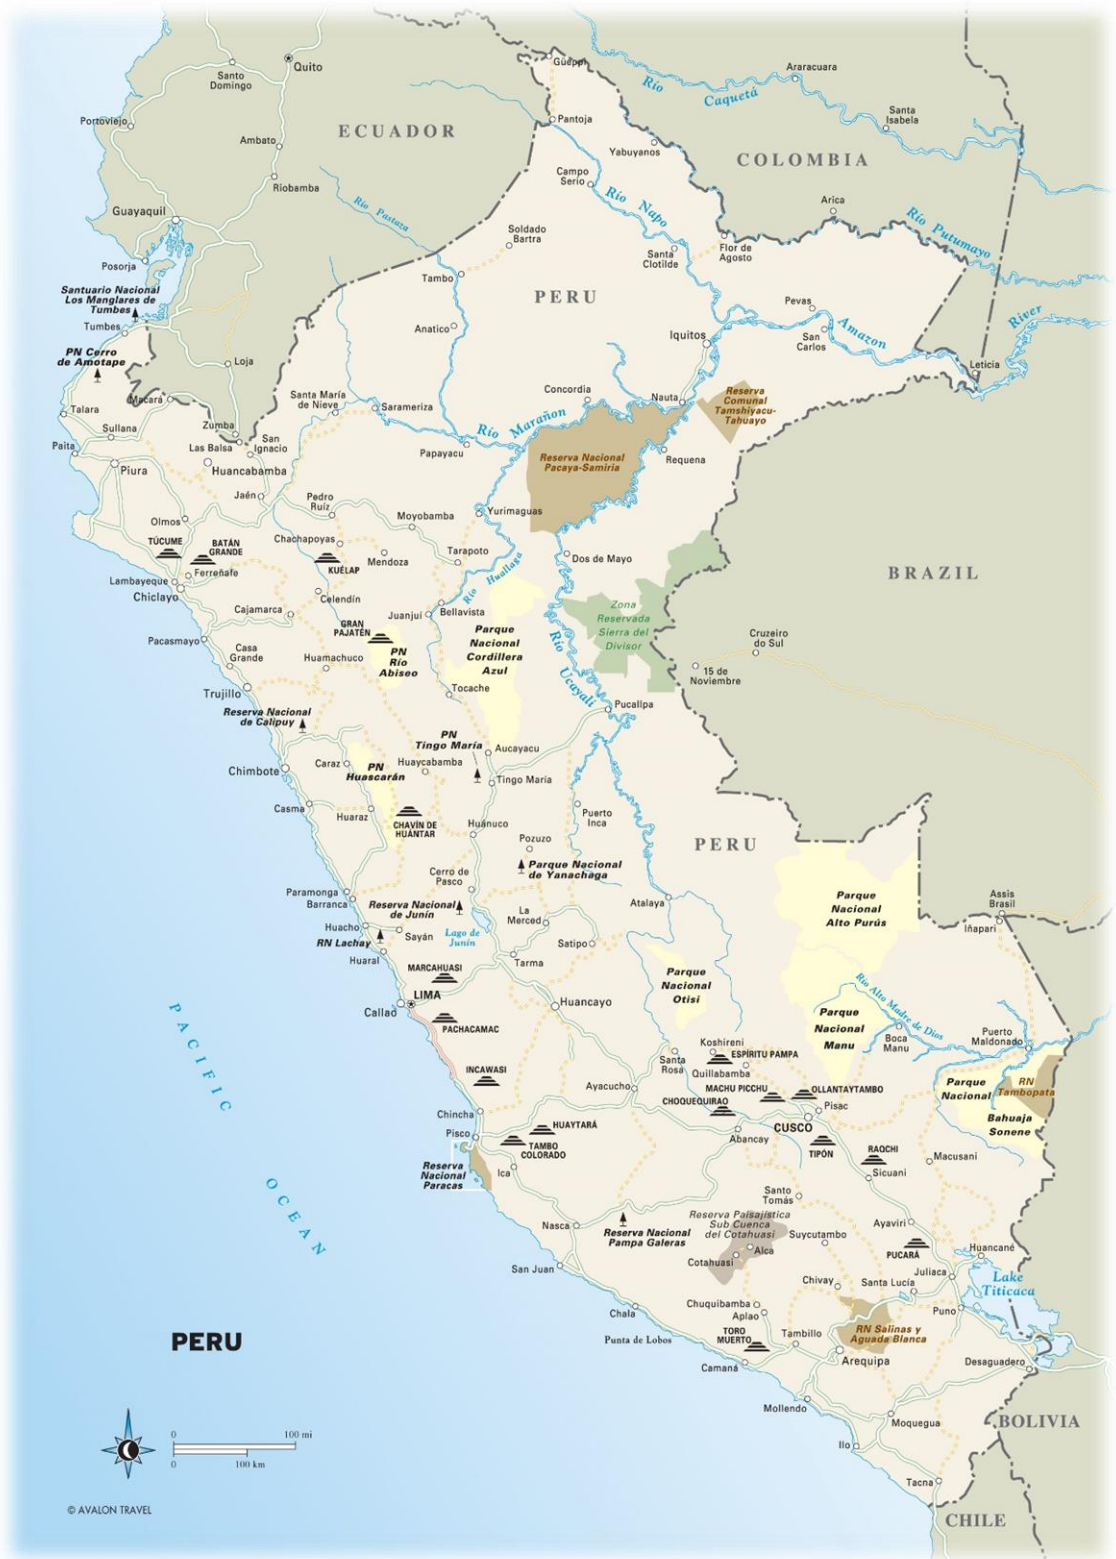 Güeppi
Quito
Santo
Domingo
Araracuara
Río
Caquetá
Santa
Isabela
Portoviejo
Pantoja
ECUADOR
Ambato
Yabuyanos
COLOMBIA
Campo
Serio
Riobamba
Río Napo
Río Pastaza
Arica
Guayaquil
Río
Putumayo
Soldado
Bartra
Santa
Clotilde
Flor de
Agosto
Posorja
Tambo
Santuario Nacional
Los Manglares de
Tumbes
PERU
Pevas
River
Tumbes
Anatico
Amazon
Iquitos
San
Carlos
PN Cerro
de Amotape
Loja
Leticia
Concordia
Reserva
Comunal
Tamshiyacu-
Tahuayo
Santa María
de Nieve
Macará
Nauta
Sarameriza
Talara
Río Marañon
Zumba
Sullana
San
Ignacio
Paita
Las Balsa
Papayacu
Reserva Nacional
Pacaya-Samiria
Requena
Piura
Huancabamba
Jaén
Pedro
Ruíz
Yurimaguas
Olmos
Moyobamba
TÚCUME
BATÁN
GRANDE
Chachapoyas
Tarapoto
Mendoza
Dos de Mayo
Río Huallaga
KUÉLAP
Ferreñafe
Lambayeque
BRAZIL
Chiclayo
Celendín
Cajamarca
Juanjuí
Bellavista
Zona
Reservada
Sierra del
Divisor
GRAN
PAJATÉN
Parque
Nacional
Cordillera
Azul
Pacasmayo
Cruzeiro
do Sul
Casa
Grande
PN
Río
Abiseo
Río
Ucayali
Huamachuco
15 de
Noviembre
Trujillo
Tocache
Pucallpa
Reserva Nacional
de Calipuy
PN
Tingo María
Aucayacu
Caraz
PN
Huascarán
Huaycabamba
Chimbote
Tingo María
Casma
Huaraz
CHAVÍN DE
HUÁNTAR
Puerto
Inca
Huánuco
Pozuzo
PERU
Cerro de
Pasco
Parque Nacional
de Yanachaga
Paramonga
Barranca
Reserva Nacional
de Junín
Atalaya
Parque
Nacional
Alto Purús
Assis
Brasil
Iñapari
La
Merced
Huacho
Sayán
Lago de
Junín
RN Lachay
Satipo
Huaral
Tarma
MARCAHUASI
Parque
Nacional
Otisi
Río Alto Madre de Dios
LIMA
Callao
Huancayo
Parque
Nacional
Manu
PACHACAMAC
Boca
Manu
Puerto
Maldonado
Koshireni
Santa
Rosa
ESPÍRITU PAMPA
Quillabamba
INCAWASI
Ayacucho
MACHU PICCHU
OLLANTAYTAMBO
Parque
Nacional
RN
Tambopata
CHOQUEQUIRAO
Pisac
Chincha
CUSCO
Bahuaja
Sonene
HUAYTARÁ
Pisco
Abancay
TAMBO
COLORADO
TIPÓN
RAQCHI
Macusani
Reserva
Nacional
Paracas
Ica
Sicuani
Santo
Tomás
Reserva Paisajística
Sub Cuenca
del Cotahuasi
Nasca
Ayaviri
Reserva Nacional
Pampa Galeras
Suycutambo
PUCARÁ
Huancané
Alca
Cotahuasi
San Juan
Juliaca
Lake
Titicaca
Chivay
Santa Lucía
Chala
Chuquibamba
Aplao
Puno
PERU
Punta de Lobos
TORO
MUERTO
Tambillo
RN Salinas y
Aguada Blanca
Camaná
Arequipa
Desaguadero
Mollendo
Moquegua
BOLIVIA
Ilo
Tacna
CHILE
PACIFIC
OCEAN
0 100 mi
0 100 km
© AVALON TRAVEL